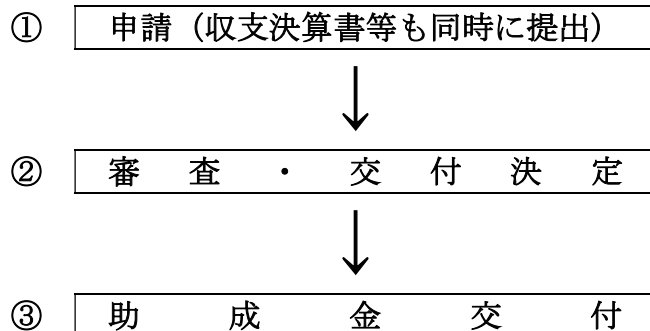 ① 申請（収支決算書等も同時に提出）
↓
② 審査・交付決定
↓
③ 助成金交付